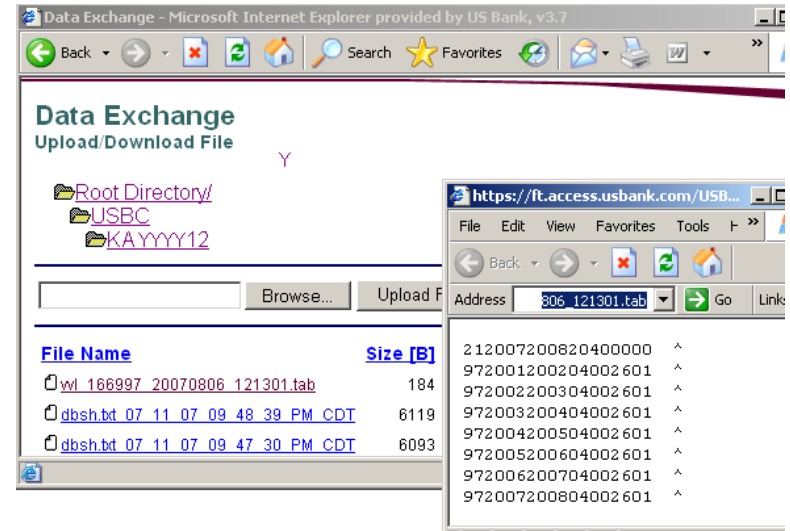 Data Exchange - Microsoft Internet Explorer provided by US Bank, v3.7
Back Search Favorites »
Data Exchange
Upload/Download File
Y
Root Directory/
USBC
KAYYYY12
Browse... Upload F
File Name Size [B]
wl_166997_20070806_121301.tab 184
dbsh.txt_07_11_07_09_48_39_PM_CDT 6119
dbsh.txt_07_11_07_09_47_30_PM_CDT 6093
https://ft.access.usbank.com/USB...
File Edit View Favorites Tools H »
Back
Address 806_121301.tab Go Links
212007200820400000 ^
972001200204002601 ^
972002200304002601 ^
972003200404002601 ^
972004200504002601 ^
972005200604002601 ^
972006200704002601 ^
972007200804002601 ^